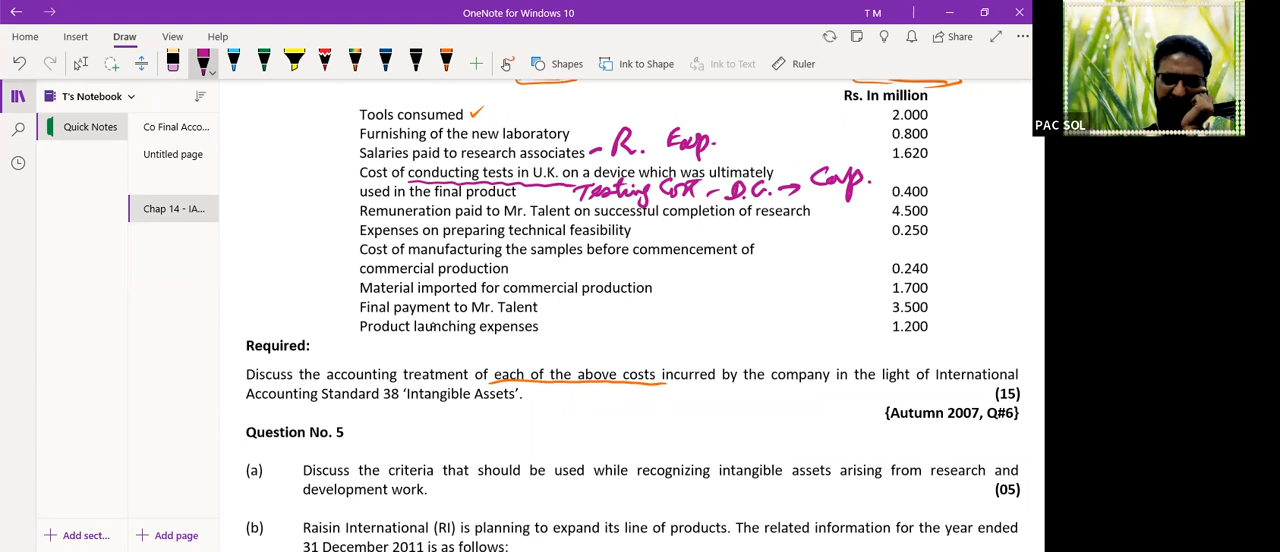 OneNote for Windows 10
T M
Home Insert Draw View Help
Share
Shapes Ink to Shape Ink to Text Ruler
T's Notebook
Quick Notes
Co Final Acco...
Untitled page
Chap 14 - IA...
Add sect...
Add page
PAC SOL
Rs. In million
Tools consumed 2.000
Furnishing of the new laboratory 0.800
Salaries paid to research associates – R. Exp. 1.620
Cost of conducting tests in U.K. on a device which was ultimately
used in the final product Testing Cost – D.C. → Cap. 0.400
Remuneration paid to Mr. Talent on successful completion of research 4.500
Expenses on preparing technical feasibility 0.250
Cost of manufacturing the samples before commencement of
commercial production 0.240
Material imported for commercial production 1.700
Final payment to Mr. Talent 3.500
Product launching expenses 1.200
Required:
Discuss the accounting treatment of each of the above costs incurred by the company in the light of International
Accounting Standard 38 'Intangible Assets'. (15)
{Autumn 2007, Q#6}
Question No. 5
(a) Discuss the criteria that should be used while recognizing intangible assets arising from research and
development work. (05)
(b) Raisin International (RI) is planning to expand its line of products. The related information for the year ended
31 December 2011 is as follows: